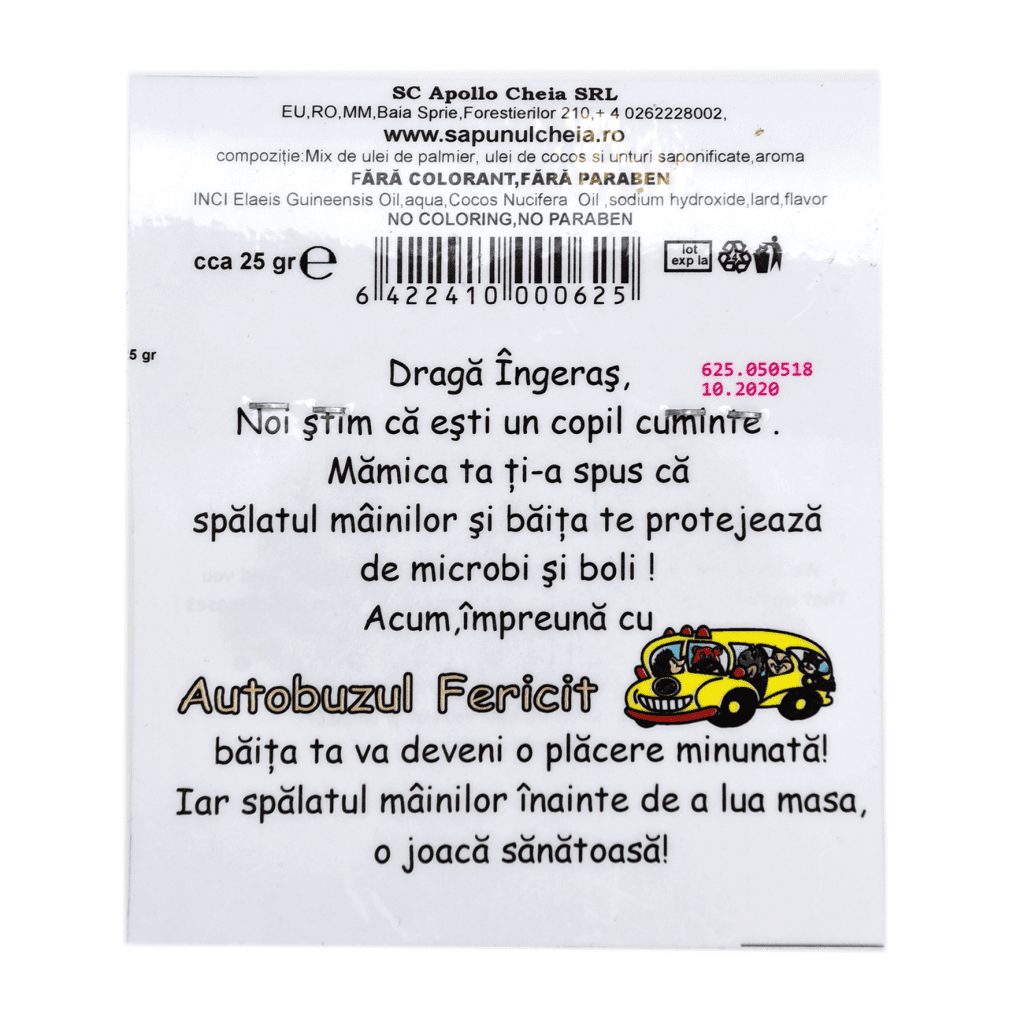 SC Apollo Cheia SRL
EU,RO,MM,Baia Sprie,Forestierilor 210,+ 4 0262228002,
www.sapunulcheia.ro
compoziție:Mix de ulei de palmier, ulei de cocos si unturi saponificate,aroma
FĂRĂ COLORANT,FĂRĂ PARABEN
INCI Elaeis Guineensis Oil,aqua,Cocos Nucifera Oil ,sodium hydroxide,lard,flavor
NO COLORING,NO PARABEN
cca 25 gr e
lot
exp la
6 422410 000625
5 gr
625.050518
10.2020
Dragă Îngeraş,
Noi ştim că eşti un copil cuminte .
Mămica ta ți-a spus că
spălatul mâinilor şi băița te protejează
de microbi şi boli !
Acum,împreună cu
Autobuzul Fericit
băița ta va deveni o plăcere minunată!
Iar spălatul mâinilor înainte de a lua masa,
o joacă sănătoasă!